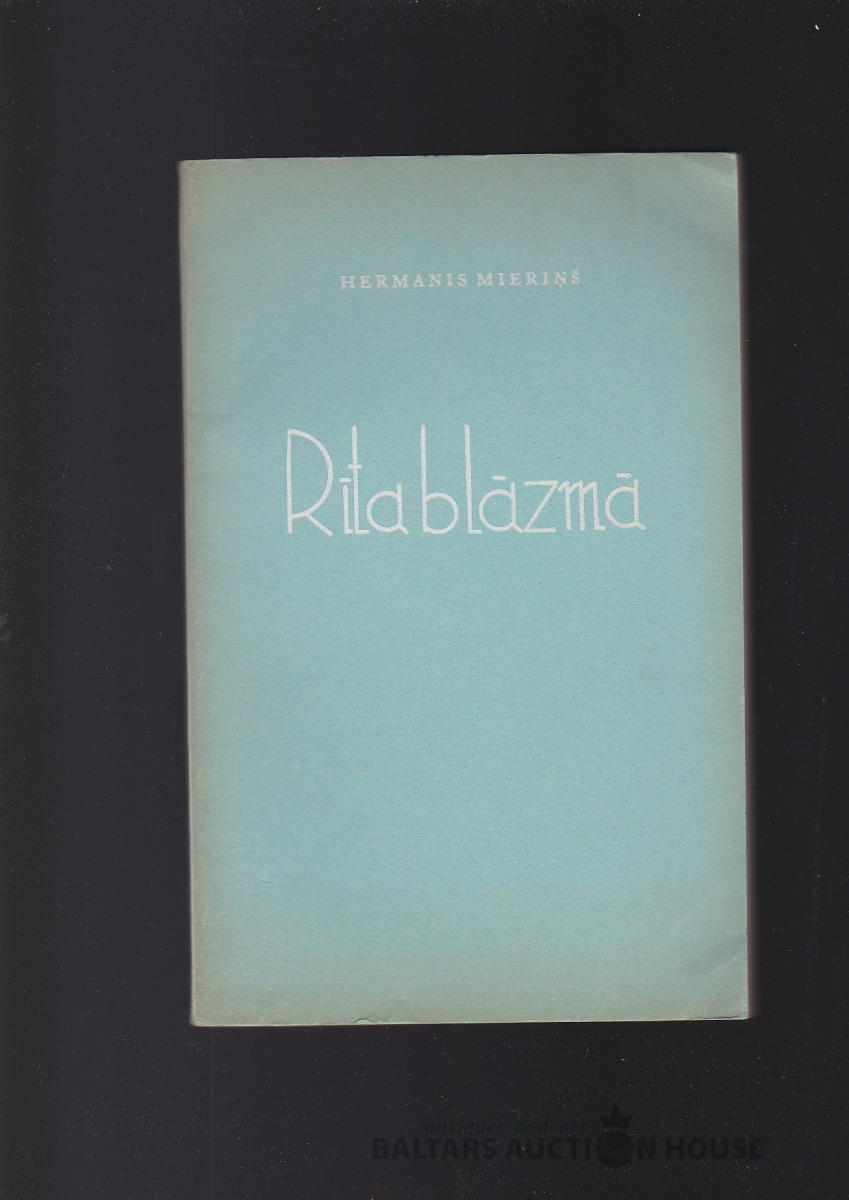 HERMANIS MIERIŅŠ
Rīta blāzmā
antiques and art
BALTARS AUCTION HOUSE